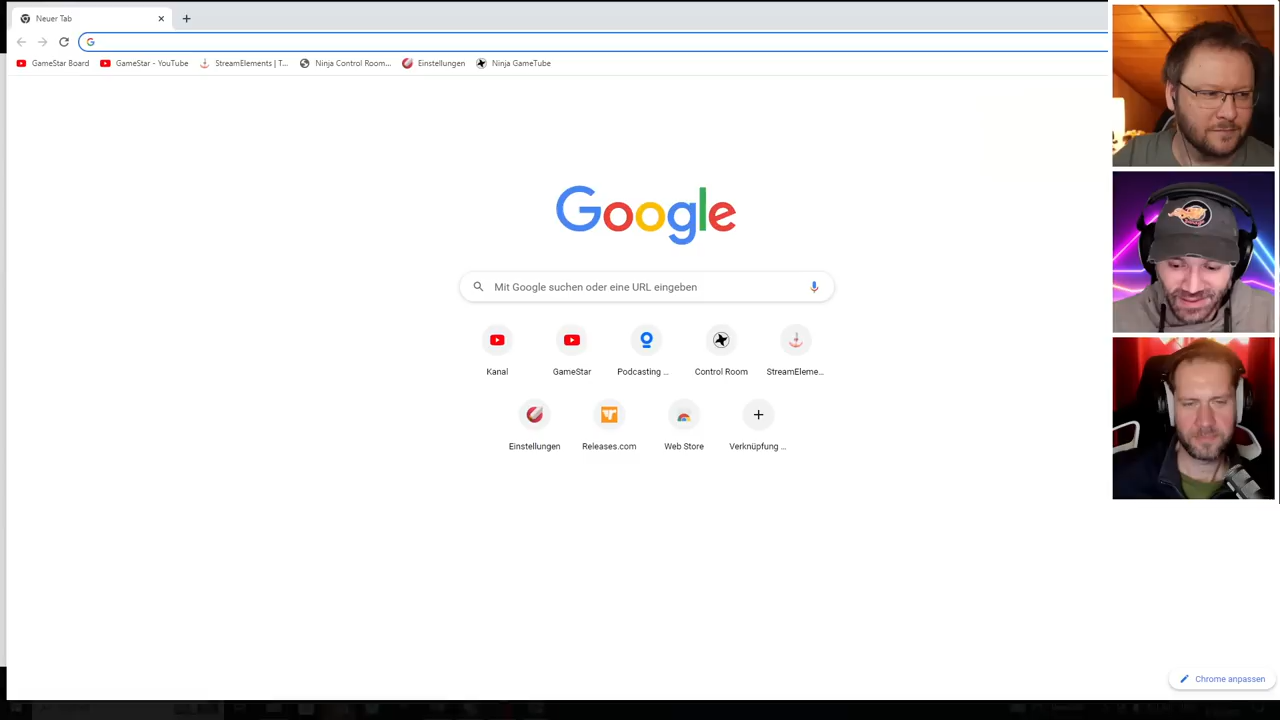 Neuer Tab
GameStar Board GameStar - YouTube StreamElements | T... Ninja Control Room... Einstellungen Ninja GameTube
Google
Mit Google suchen oder eine URL eingeben
Kanal GameStar Podcasting ... Control Room StreamEleme...
Einstellungen Releases.com Web Store Verknüpfung ...
Chrome anpassen